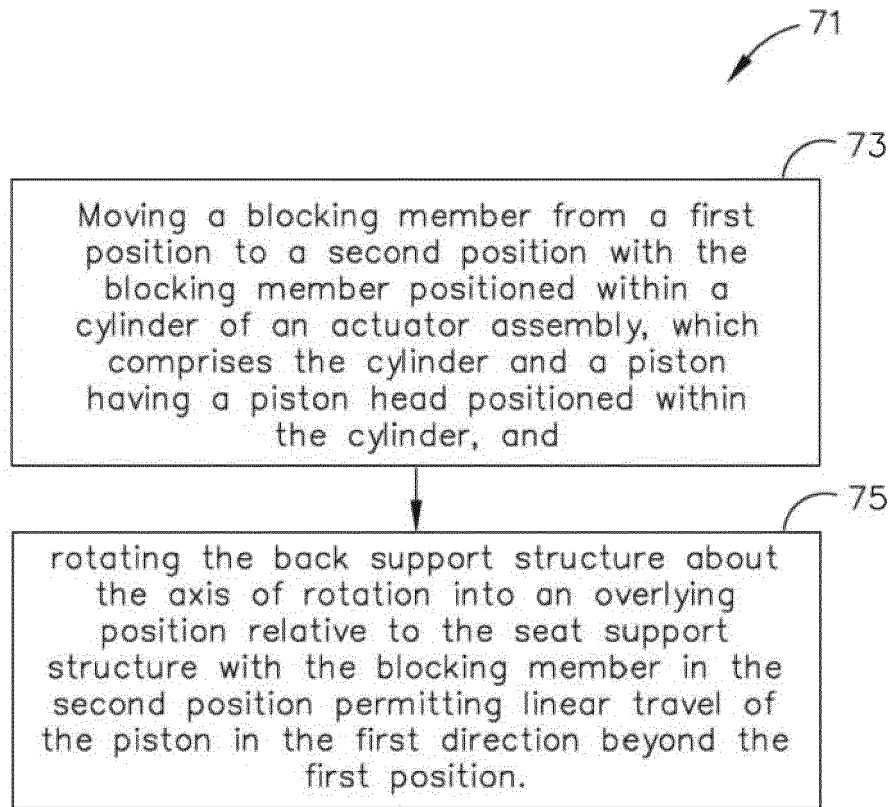 71
73
Moving a blocking member from a first
position to a second position with the
blocking member positioned within a
cylinder of an actuator assembly, which
comprises the cylinder and a piston
having a piston head positioned within
the cylinder, and
75
rotating the back support structure about
the axis of rotation into an overlying
position relative to the seat support
structure with the blocking member in the
second position permitting linear travel of
the piston in the first direction beyond the
first position.